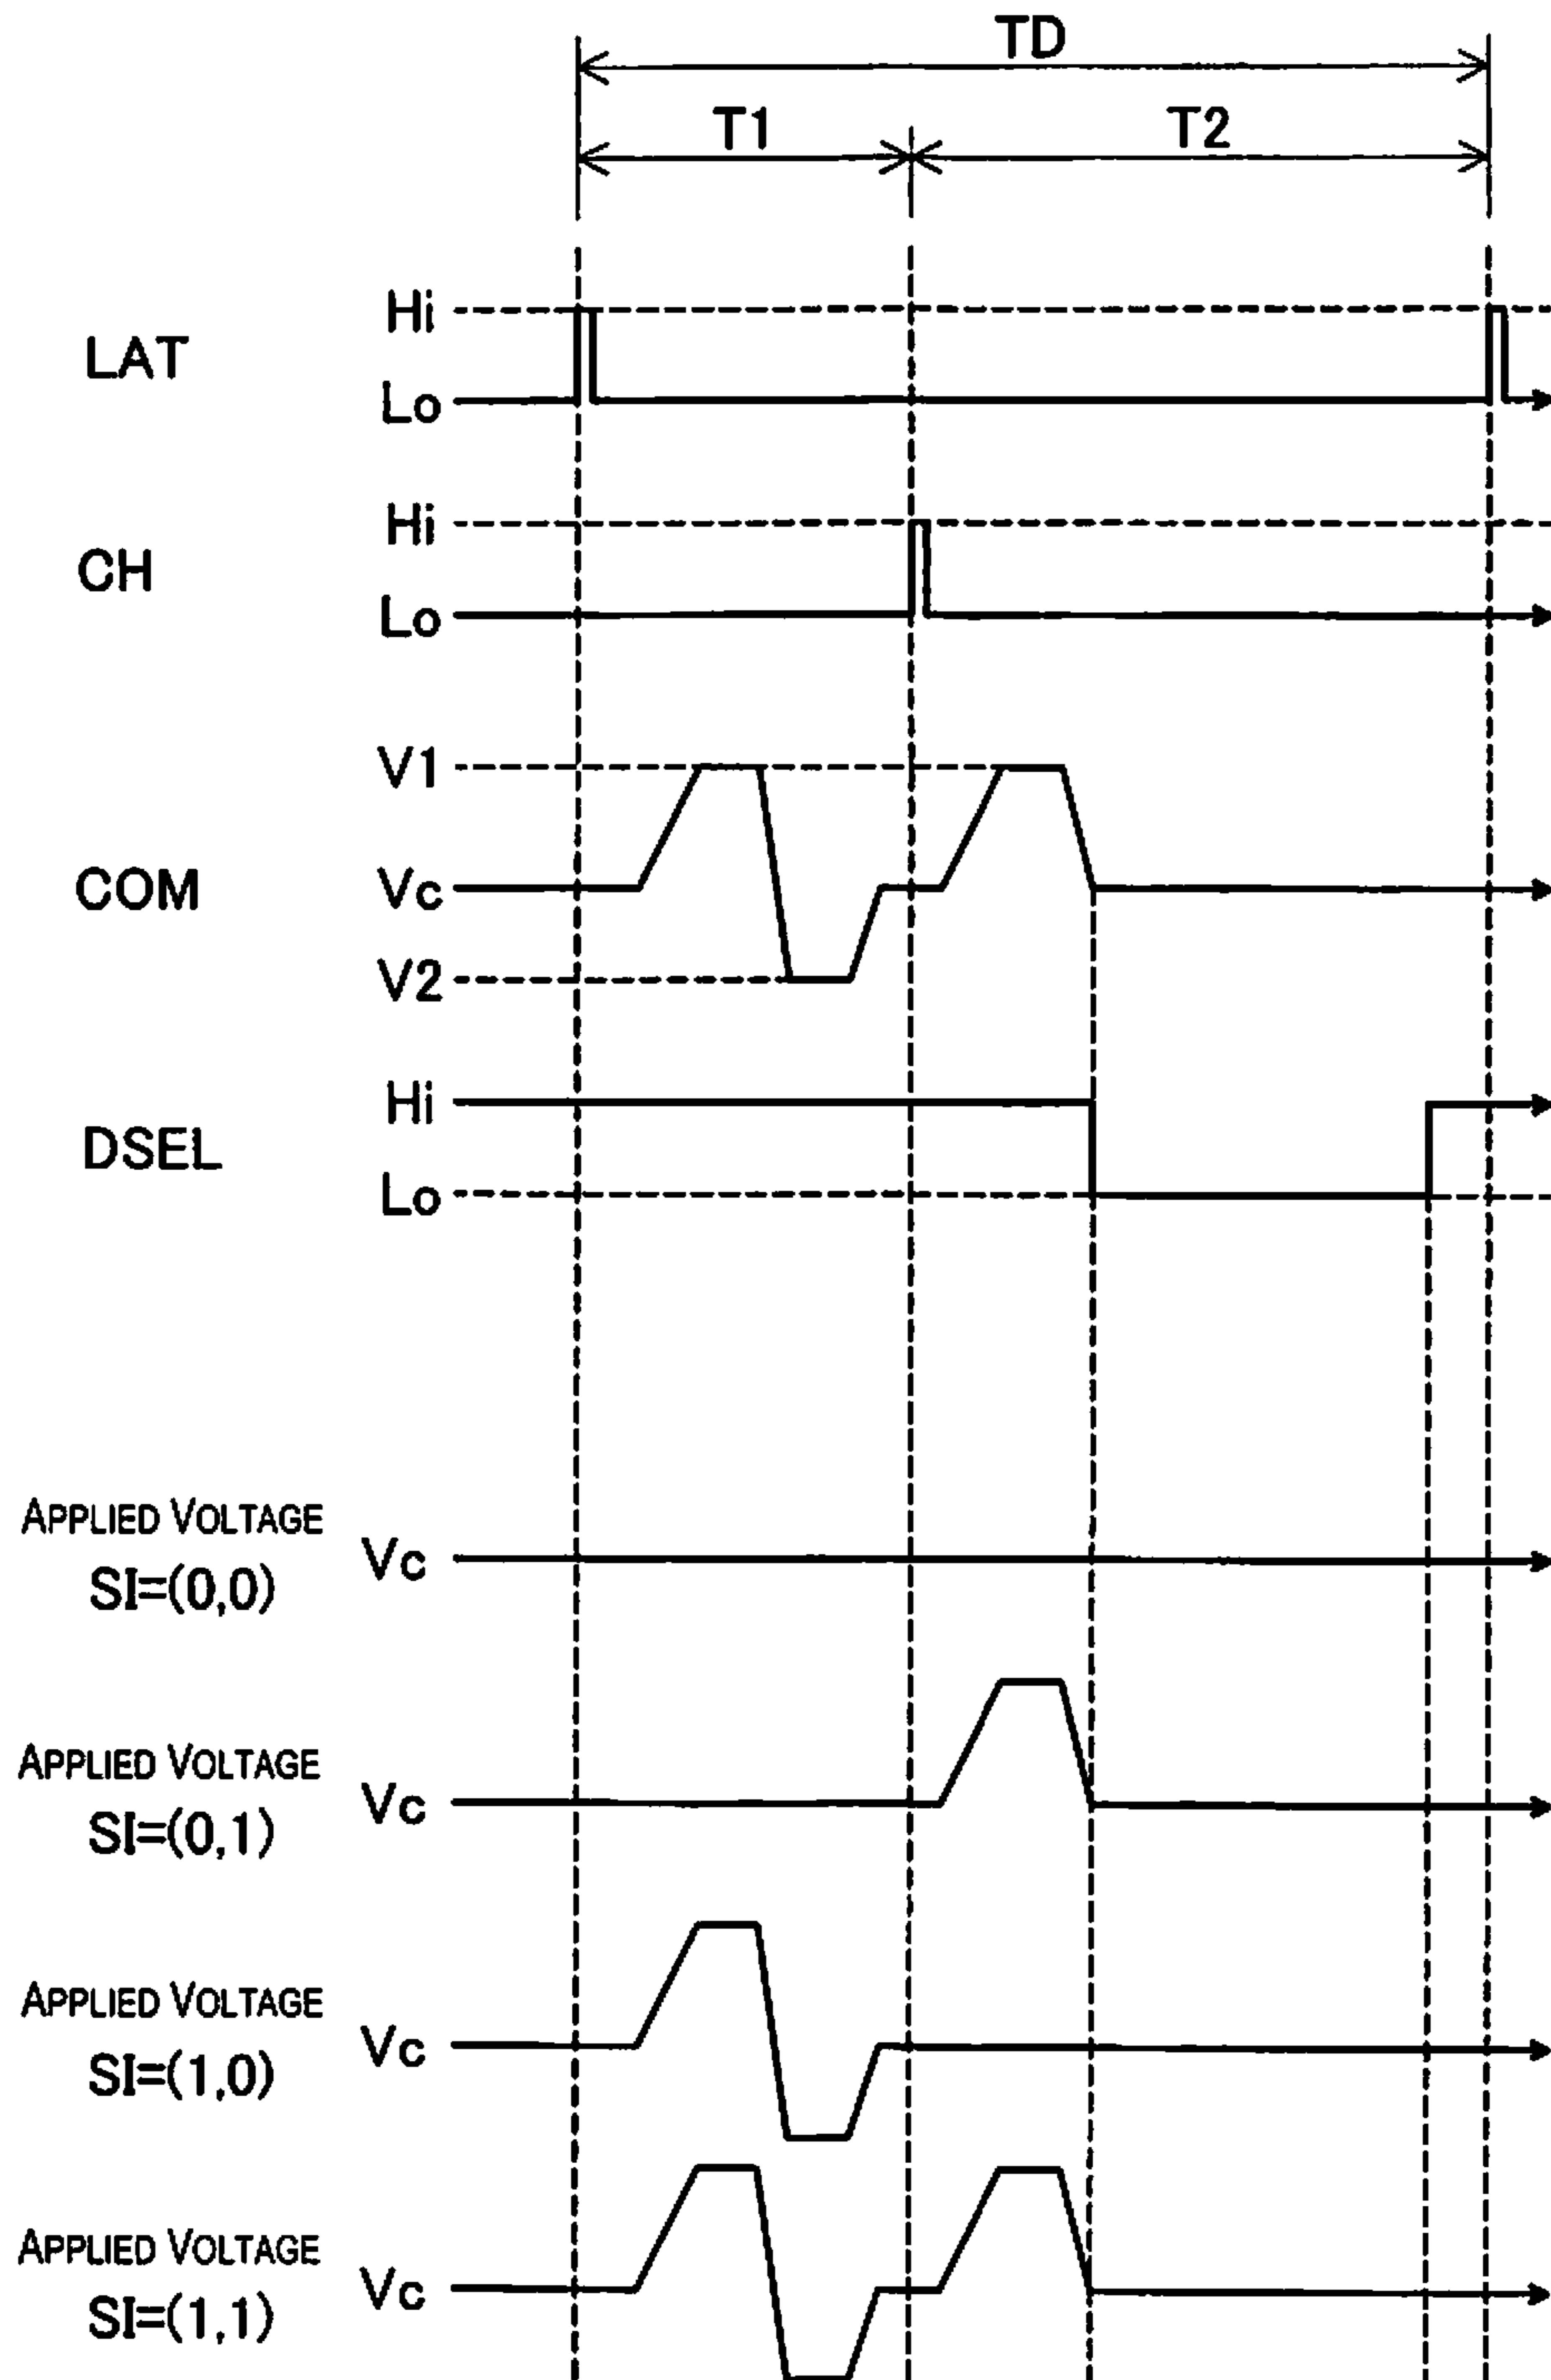 TD
T1 T2
Hi
LAT
Lo
Hi
CH
Lo
V1
COM Vc
V2
Hi
DSEL
Lo
APPLIED VOLTAGE
SI=(0,0) Vc
APPLIED VOLTAGE
SI=(0,1) Vc
APPLIED VOLTAGE
SI=(1,0) Vc
APPLIED VOLTAGE
SI=(1,1) Vc